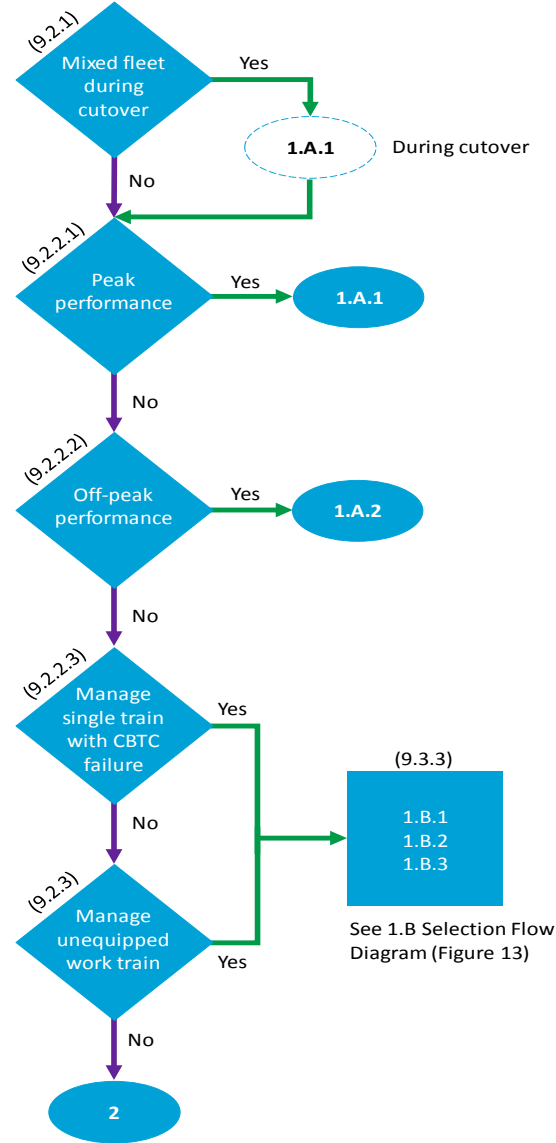 (9.2.1)
Mixed fleet
during
cutover
Yes
1.A.1
During cutover
No
(9.2.2.1)
Peak
performance
Yes
1.A.1
No
(9.2.2.2)
Off-peak
performance
Yes
1.A.2
No
(9.2.2.3)
Manage
single train
with CBTC
failure
Yes
(9.3.3)
1.B.1
1.B.2
1.B.3
See 1.B Selection Flow
Diagram (Figure 13)
No
(9.2.3)
Manage
unequipped
work train
Yes
No
2